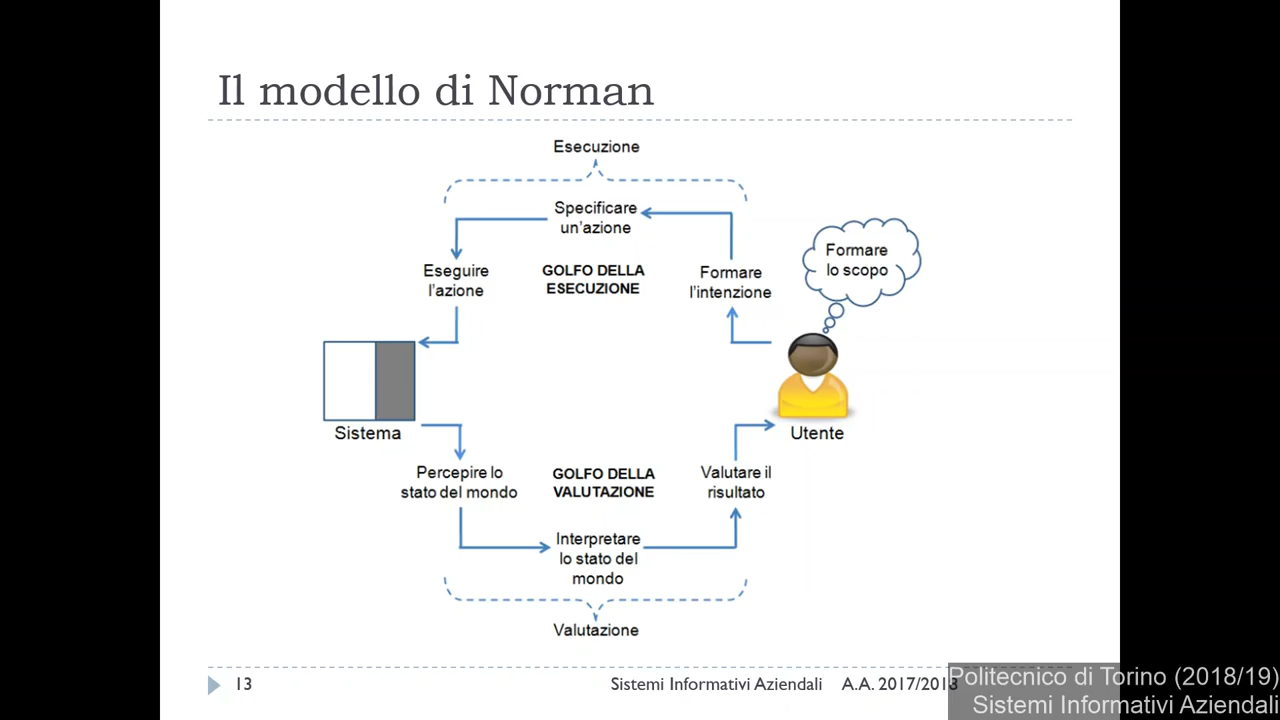 Il modello di Norman
Esecuzione
Specificare
un'azione
Formare
lo scopo
Eseguire
l'azione
GOLFO DELLA
ESECUZIONE
Formare
l'intenzione
Sistema
Utente
Percepire lo
stato del mondo
GOLFO DELLA
VALUTAZIONE
Valutare il
risultato
Interpretare
lo stato del
mondo
Valutazione
13
Sistemi Informativi Aziendali A.A. 2017/2018
Politecnico di Torino (2018/19)
Sistemi Informativi Aziendali